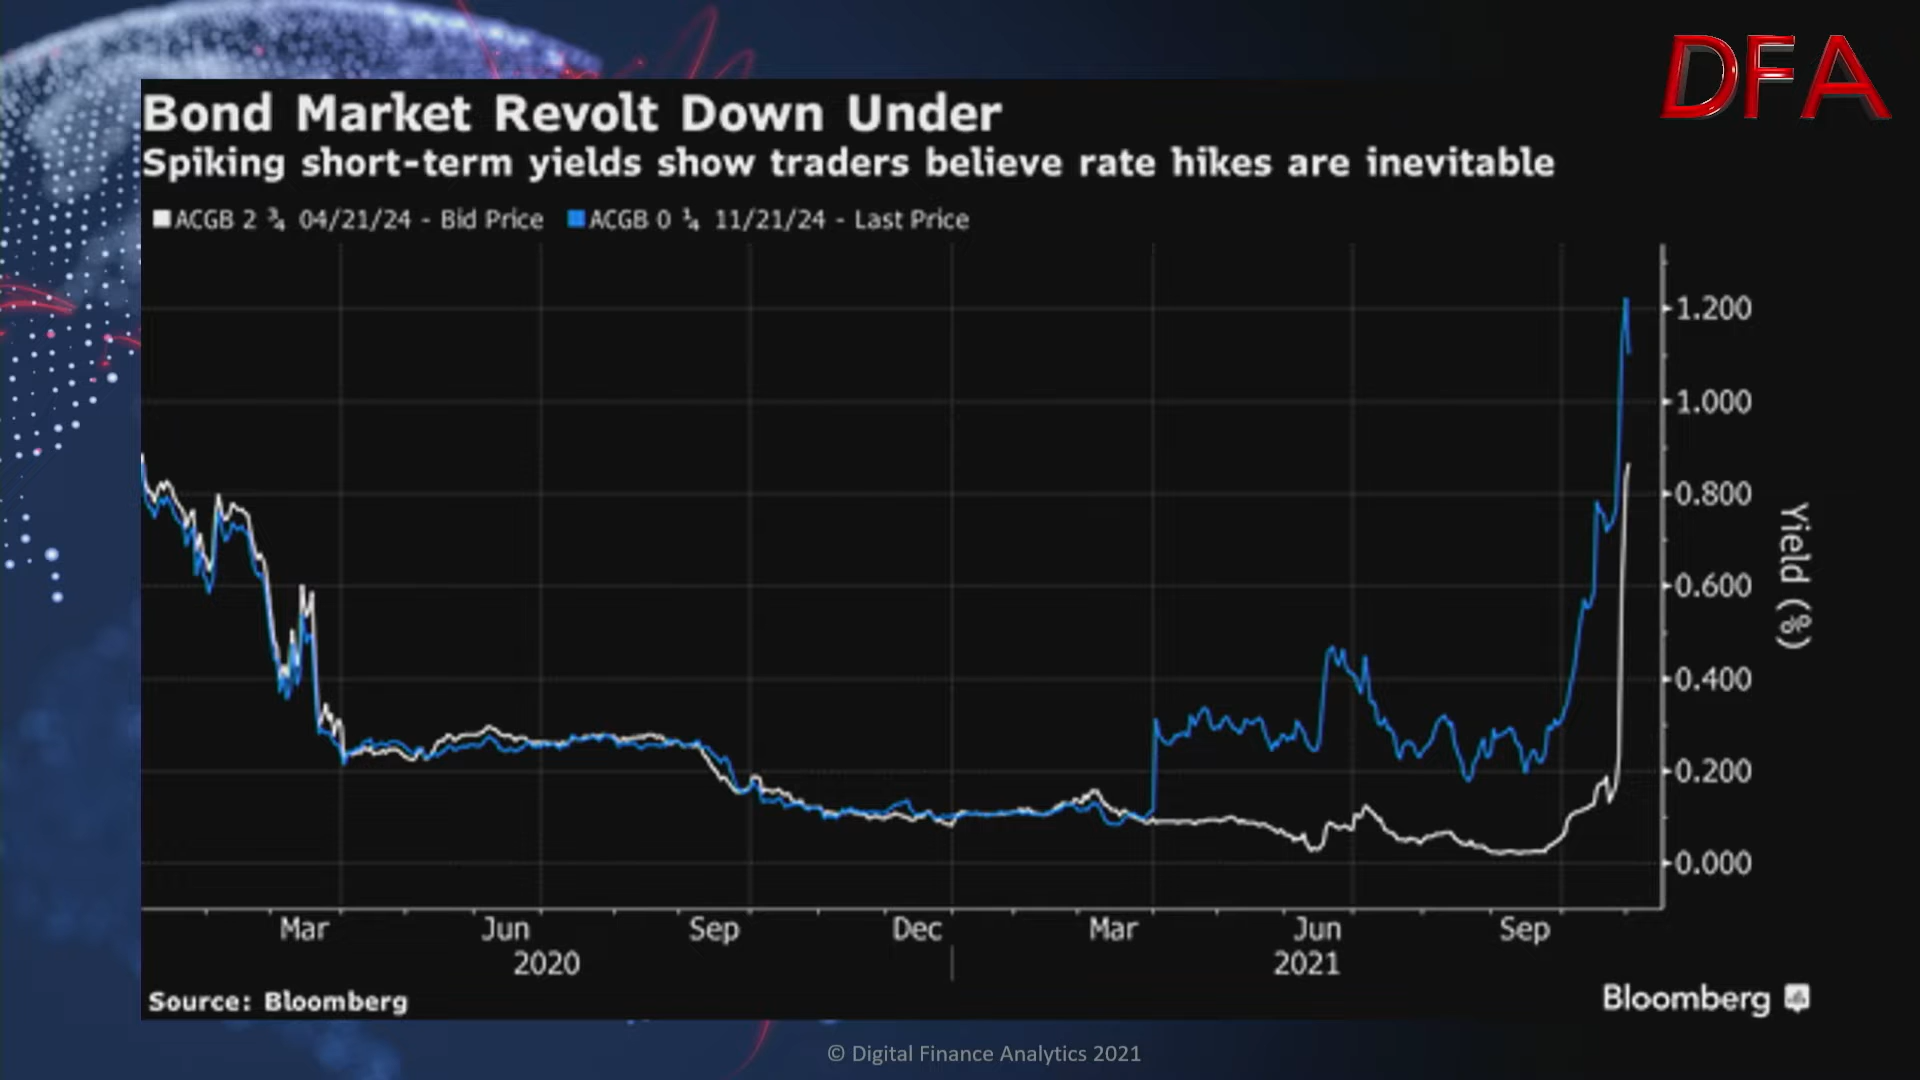 DFA
Bond Market Revolt Down Under
Spiking short-term yields show traders believe rate hikes are inevitable
ACGB 2 ¾ 04/21/24 - Bid Price ACGB 0 ¼ 11/21/24 - Last Price
1.200
1.000
0.800
0.600
0.400
0.200
0.000
Yield (%)
Mar Jun Sep Dec Mar Jun Sep
2020 2021
Source: Bloomberg
Bloomberg
© Digital Finance Analytics 2021